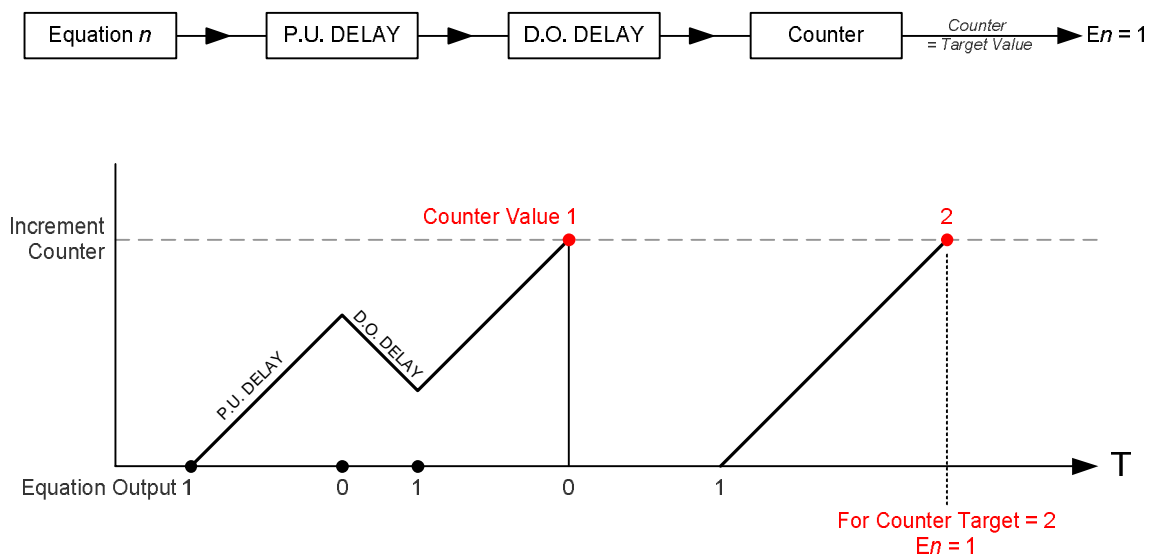 Equation n
P.U. DELAY
D.O. DELAY
Counter
Counter
= Target Value
En = 1
Increment
Counter
Counter Value 1
2
P.U. DELAY
D.O. DELAY
T
Equation Output 1
0
1
0
1
For Counter Target = 2
En = 1